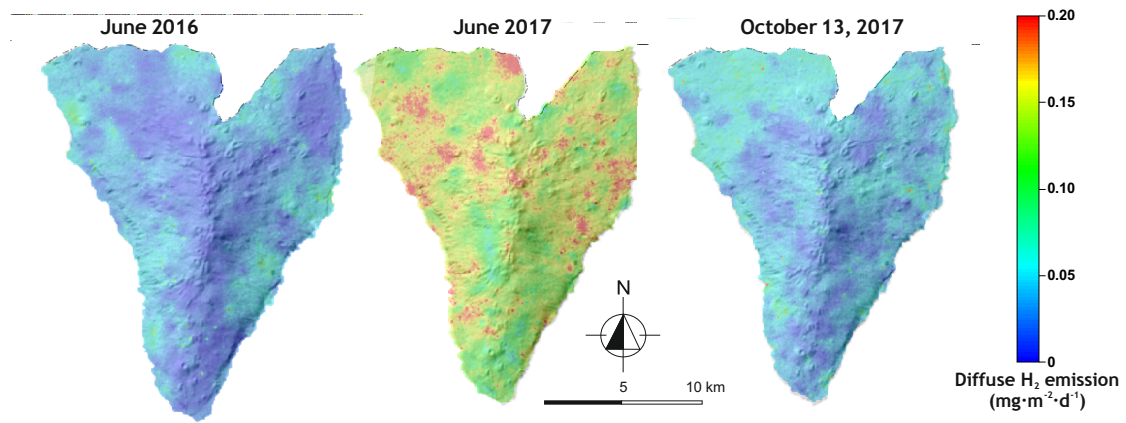 June 2016
June 2017
October 13, 2017
0.20
0.15
0.10
0.05
0
N
5 10 km
Diffuse H₂ emission
(mg·m⁻²·d⁻¹)